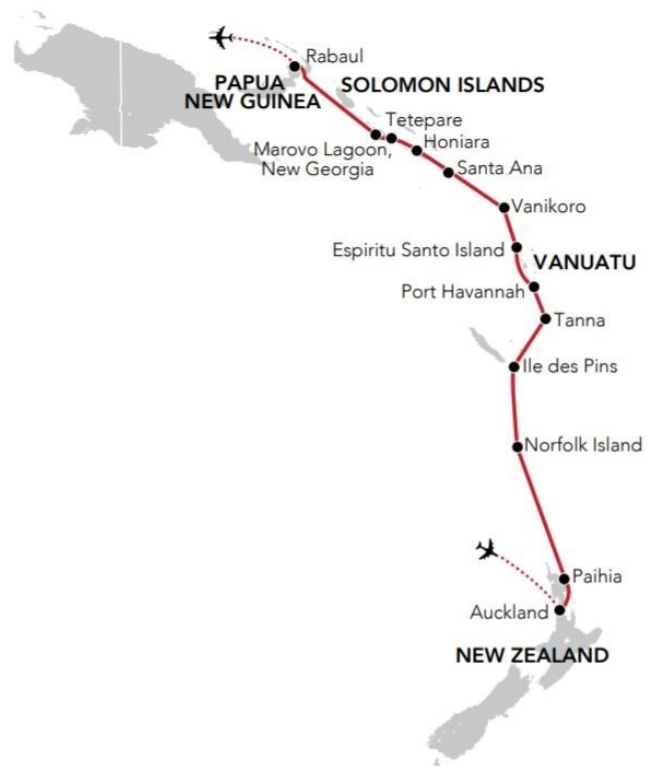 Rabaul
PAPUA
NEW GUINEA
SOLOMON ISLANDS
Tetepare
Marovo Lagoon,
New Georgia
Honiara
Santa Ana
Vanikoro
Espiritu Santo Island
VANUATU
Port Havannah
Tanna
Ile des Pins
Norfolk Island
Paihia
Auckland
NEW ZEALAND